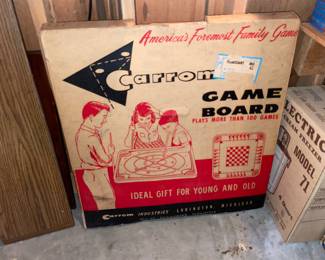 America's Foremost Family Game
Carrom
GAME
BOARD
PLAYS MORE THAN 100 GAMES
IDEAL GIFT FOR YOUNG AND OLD
Carrom INDUSTRIES LUDINGTON, MICHIGAN
ELECTRIC
MODEL
71